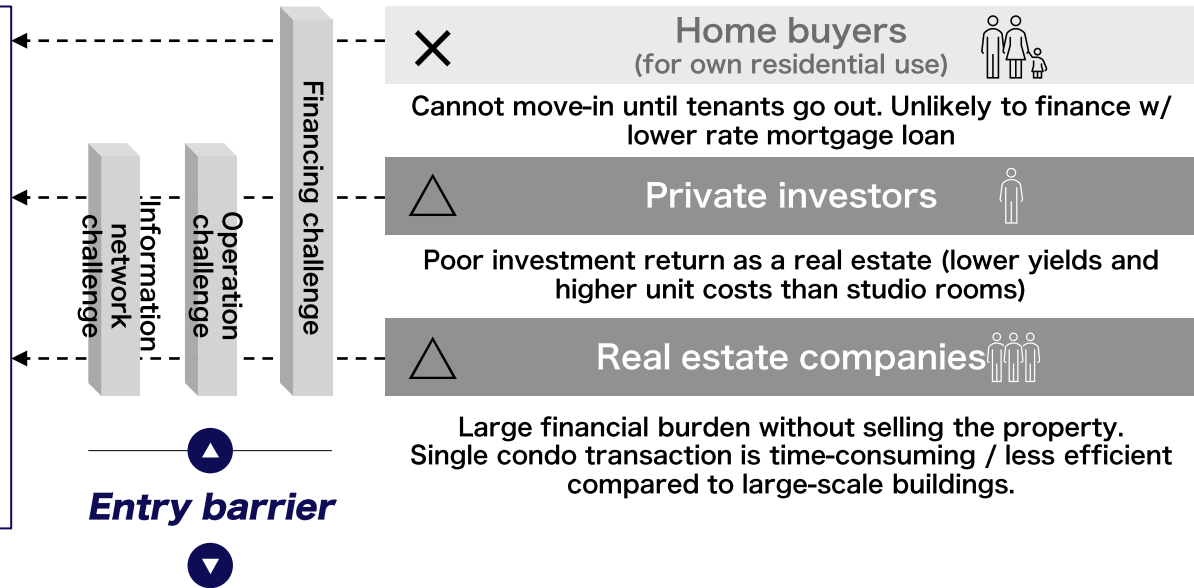 Home buyers
(for own residential use)
Cannot move-in until tenants go out. Unlikely to finance w/
lower rate mortgage loan
Private investors
Poor investment return as a real estate (lower yields and
higher unit costs than studio rooms)
Real estate companies
Large financial burden without selling the property.
Single condo transaction is time-consuming / less efficient
compared to large-scale buildings.
Financing challenge
Operation
challenge
Information
network
challenge
Entry barrier